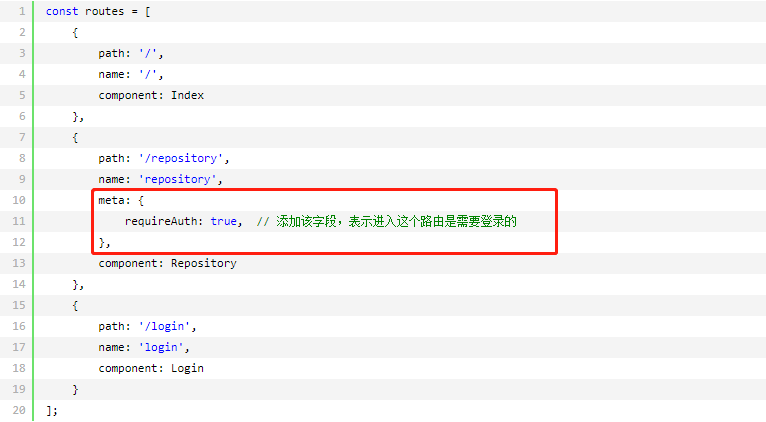 1 const routes = [
2     {
3         path: '/',
4         name: '/',
5         component: Index
6     },
7     {
8         path: '/repository',
9         name: 'repository',
10         meta: {
11             requireAuth: true,  // 添加该字段，表示进入这个路由是需要登录的
12         },
13         component: Repository
14     },
15     {
16         path: '/login',
17         name: 'login',
18         component: Login
19     }
20 ];